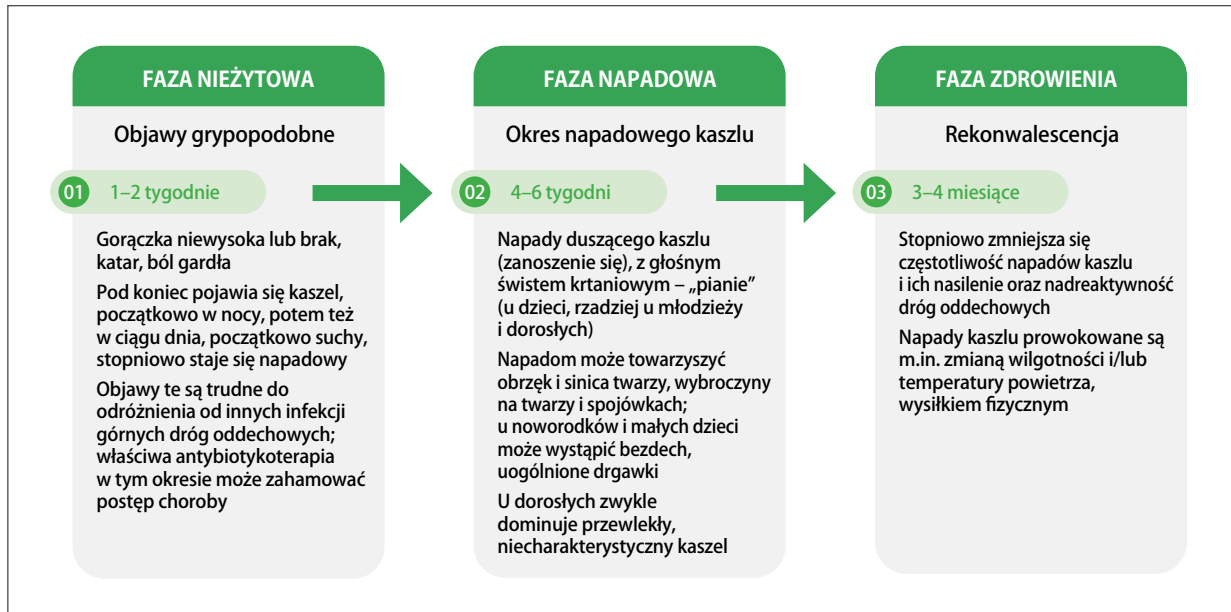 FAZA NIEŻYTOWA
Objawy grypopodobne
01 1–2 tygodnie
Gorączka niewysoka lub brak,
katar, ból gardła
Pod koniec pojawia się kaszel,
początkowo w nocy, potem też
w ciągu dnia, początkowo suchy,
stopniowo staje się napadowy
Objawy te są trudne do
odróżnienia od innych infekcji
górnych dróg oddechowych;
właściwa antybiotykoterapia
w tym okresie może zahamować
postęp choroby
FAZA NAPADOWA
Okres napadowego kaszlu
02 4–6 tygodni
Napady duszącego kaszlu
(zanoszenie się), z głośnym
świstem krtaniowym – „pianie”
(u dzieci, rzadziej u młodzieży
i dorosłych)
Napadom może towarzyszyć
obrzęk i sinica twarzy, wybroczyny
na twarzy i spojówkach;
u noworodków i małych dzieci
może wystąpić bezdech,
uogólnione drgawki
U dorosłych zwykle
dominuje przewlekły,
niecharakterystyczny kaszel
FAZA ZDROWIENIA
Rekonwalescencja
03 3–4 miesiące
Stopniowo zmniejsza się
częstotliwość napadów kaszlu
i ich nasilenie oraz nadreaktywność
dróg oddechowych
Napady kaszlu prowokowane są
m.in. zmianą wilgotności i/lub
temperatury powietrza,
wysiłkiem fizycznym